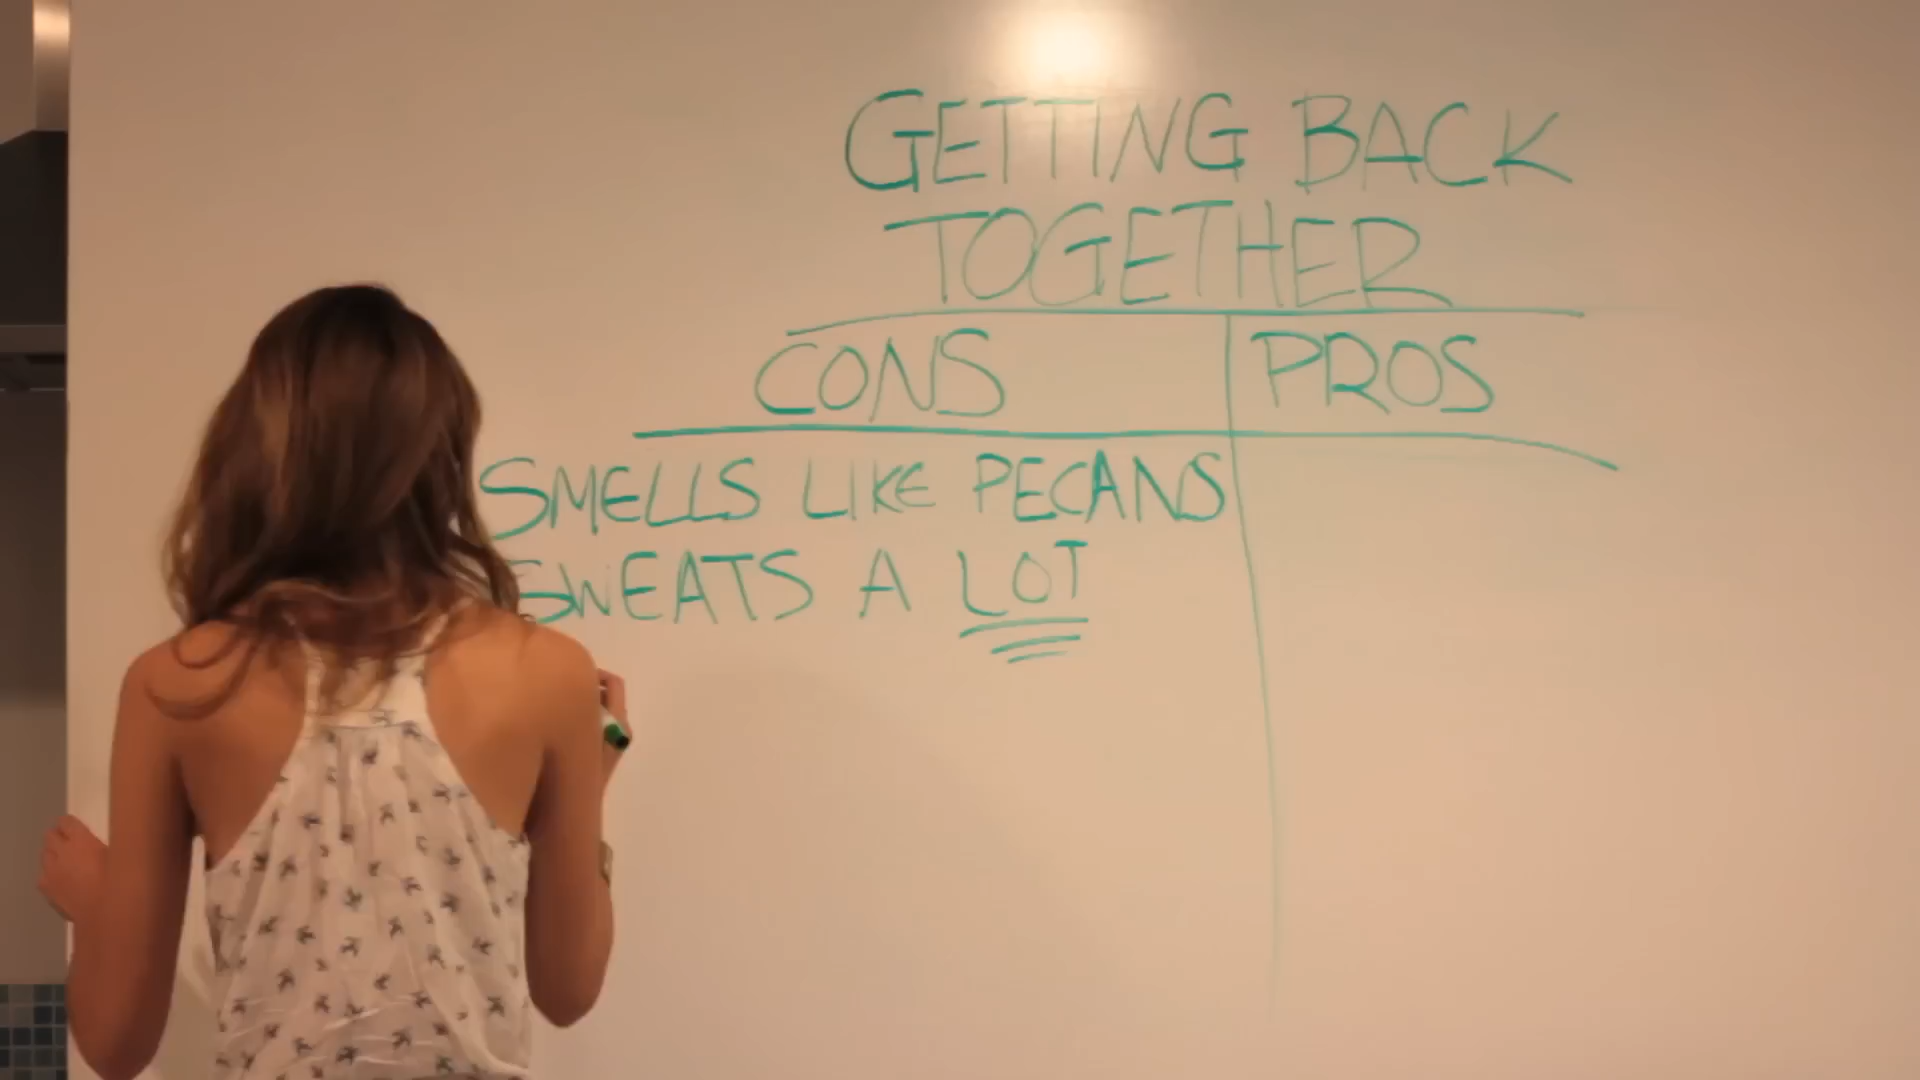 GETTING BACK
TOGETHER
CONS PROS
SMELLS LIKE PECANS
SWEATS A LOT